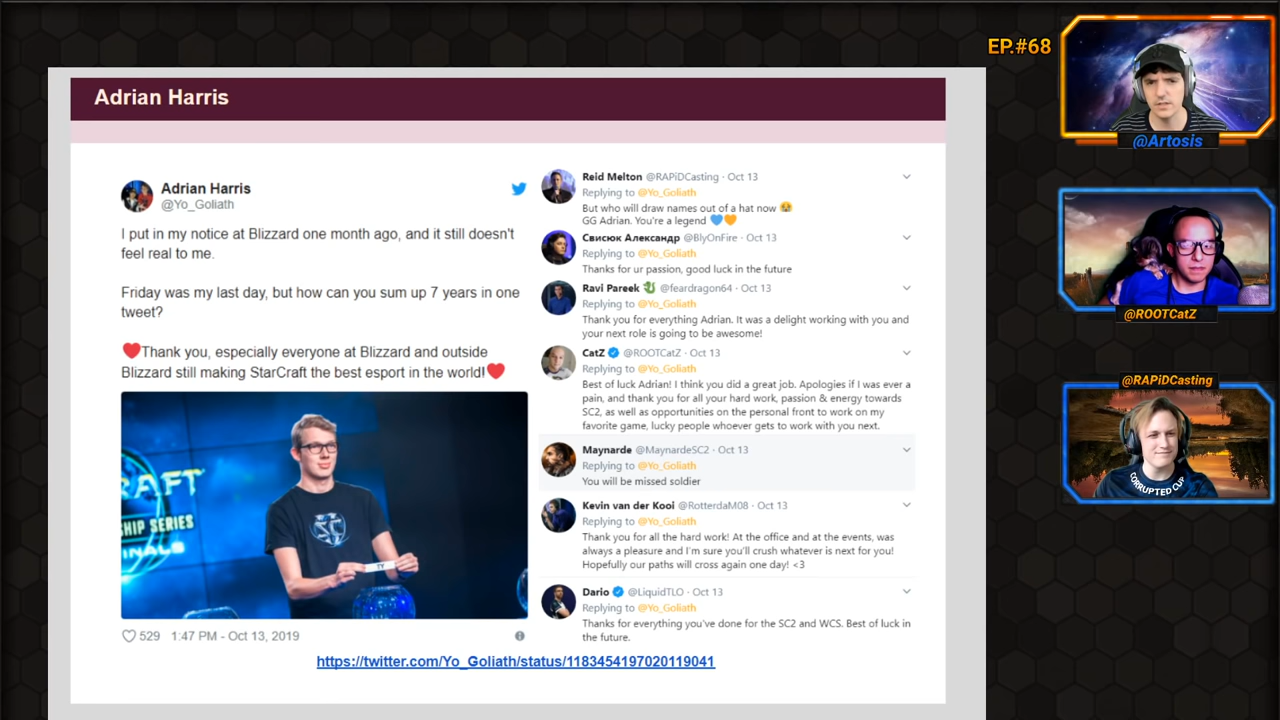 EP.#68
@Artosis
@ROOTCatZ
@RAPiDCasting
CORRUPTED CUP
Adrian Harris
Adrian Harris
@Yo_Goliath
I put in my notice at Blizzard one month ago, and it still doesn't
feel real to me.
Friday was my last day, but how can you sum up 7 years in one
tweet?
❤️Thank you, especially everyone at Blizzard and outside
Blizzard still making StarCraft the best esport in the world!❤️
RAFT
SHIP SERIES
INALS
TY
529 1:47 PM - Oct 13, 2019
Reid Melton @RAPiDCasting · Oct 13
Replying to @Yo_Goliath
But who will draw names out of a hat now 😭
GG Adrian. You're a legend 💙🧡
Свисюк Александр @BlyOnFire · Oct 13
Replying to @Yo_Goliath
Thanks for ur passion, good luck in the future
Ravi Pareek 🐉 @feardragon64 · Oct 13
Replying to @Yo_Goliath
Thank you for everything Adrian. It was a delight working with you and
your next role is going to be awesome!
CatZ @ROOTCatZ · Oct 13
Replying to @Yo_Goliath
Best of luck Adrian! I think you did a great job. Apologies if I was ever a
pain, and thank you for all your hard work, passion & energy towards
SC2, as well as opportunities on the personal front to work on my
favorite game, lucky people whoever gets to work with you next.
Maynarde @MaynardeSC2 · Oct 13
Replying to @Yo_Goliath
You will be missed soldier
Kevin van der Kooi @RotterdaM08 · Oct 13
Replying to @Yo_Goliath
Thank you for all the hard work! At the office and at the events, was
always a pleasure and I'm sure you'll crush whatever is next for you!
Hopefully our paths will cross again one day! <3
Dario @LiquidTLO · Oct 13
Replying to @Yo_Goliath
Thanks for everything you've done for the SC2 and WCS. Best of luck in
the future.
https://twitter.com/Yo_Goliath/status/1183454197020119041